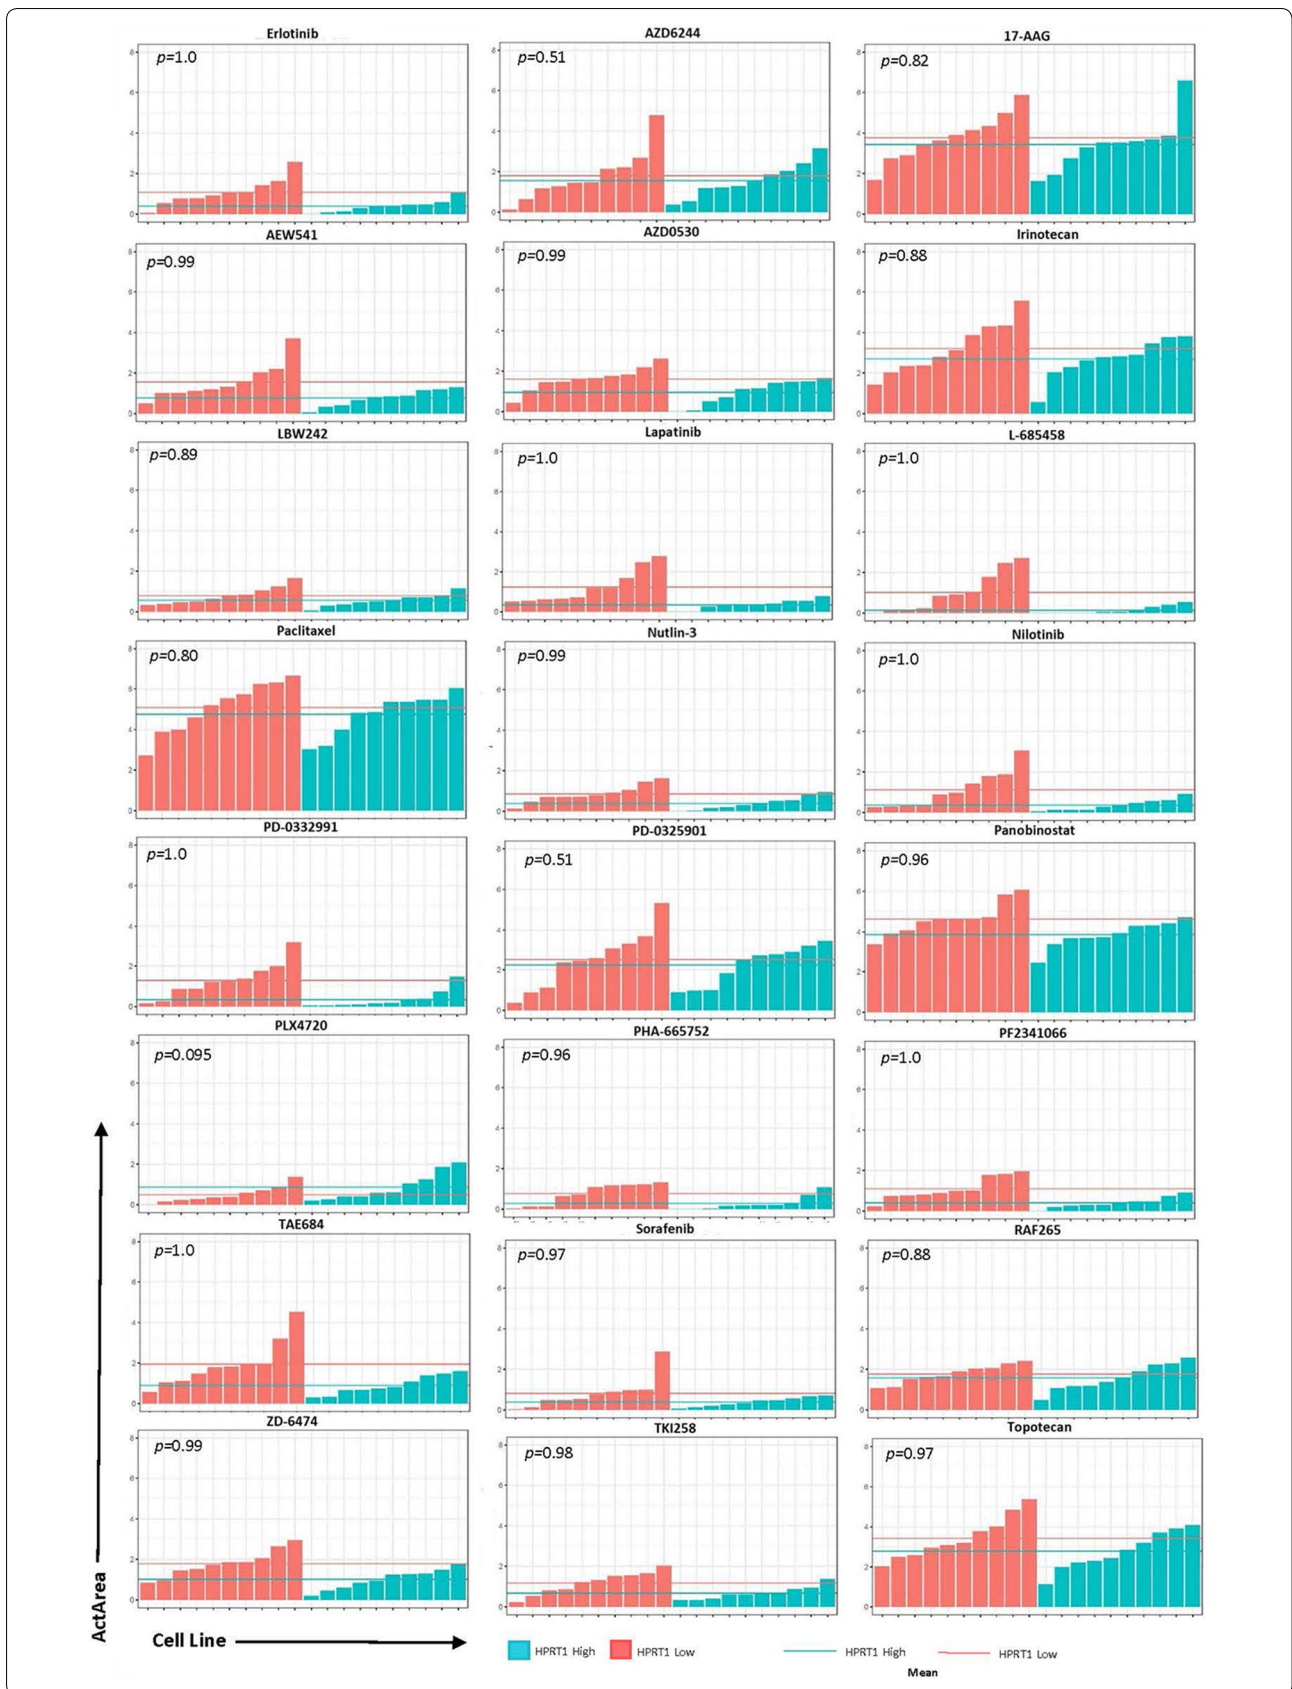 Erlotinib
AZD6244
17-AAG
p=1.0
p=0.51
p=0.82
AEW541
AZD0530
Irinotecan
p=0.99
p=0.99
p=0.88
LBW242
Lapatinib
L-685458
p=0.89
p=1.0
p=1.0
Paclitaxel
Nutlin-3
Nilotinib
p=0.80
p=0.99
p=1.0
PD-0332991
PD-0325901
Panobinostat
p=1.0
p=0.51
p=0.96
PLX4720
PHA-665752
PF2341066
p=0.095
p=0.96
p=1.0
TAE684
Sorafenib
RAF265
p=1.0
p=0.97
p=0.88
ZD-6474
TKI258
Topotecan
p=0.99
p=0.98
p=0.97
ActArea
Cell Line
HPRT1 High
HPRT1 Low
HPRT1 High
HPRT1 Low
Mean